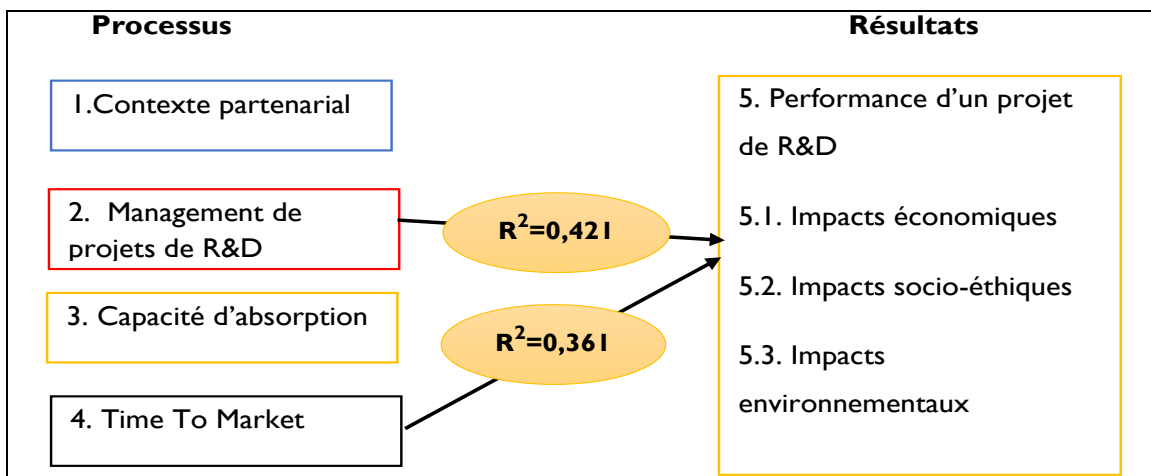 Processus
Résultats
1.Contexte partenarial
2. Management de
projets de R&D
3. Capacité d'absorption
4. Time To Market
R²=0,421
R²=0,361
5. Performance d'un projet
de R&D
5.1. Impacts économiques
5.2. Impacts socio-éthiques
5.3. Impacts
environnementaux